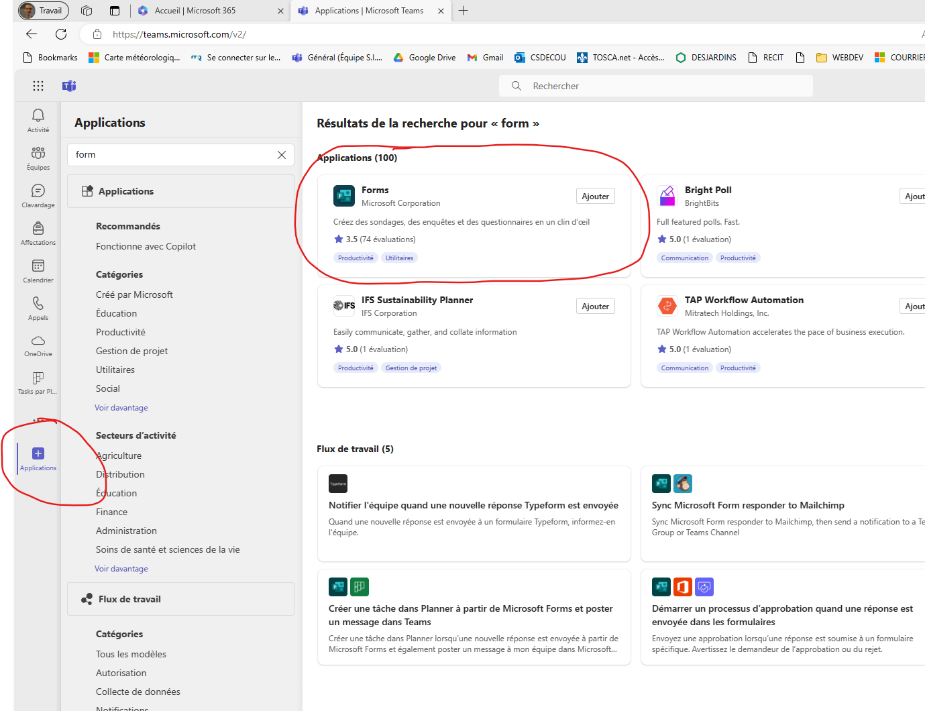 Travail
Accueil | Microsoft 365
Applications | Microsoft Teams
https://teams.microsoft.com/v2/
Bookmarks
Carte météorologiq...
Se connecter sur le...
Général (Équipe S.I....
Google Drive
Gmail
CSDECOU
TOSCA.net - Accès...
DESJARDINS
RECIT
WEBDEV
COURRIE
Rechercher
Activité
Équipes
Clavardage
Affectations
Calendrier
Appels
OneDrive
Tasks par Pl...
Applications
Applications
form
Applications
Recommandés
Fonctionne avec Copilot
Catégories
Créé par Microsoft
Éducation
Productivité
Gestion de projet
Utilitaires
Social
Voir davantage
Secteurs d'activité
Agriculture
Distribution
Éducation
Finance
Administration
Soins de santé et sciences de la vie
Voir davantage
Flux de travail
Catégories
Tous les modèles
Autorisation
Collecte de données
Notifications
Résultats de la recherche pour « form »
Applications (100)
Forms
Microsoft Corporation
Ajouter
Créez des sondages, des enquêtes et des questionnaires en un clin d'œil
3.5 (74 évaluations)
Productivité
Utilitaires
Bright Poll
BrightBits
Ajout
Full featured polls. Fast.
5.0 (1 évaluation)
Communication
Productivité
IFS
IFS Sustainability Planner
IFS Corporation
Ajouter
Easily communicate, gather, and collate information
5.0 (1 évaluation)
Productivité
Gestion de projet
TAP Workflow Automation
Mitratech Holdings, Inc.
Ajout
TAP Workflow Automation accelerates the pace of business execution.
5.0 (1 évaluation)
Communication
Productivité
Flux de travail (5)
Typeform
Notifier l'équipe quand une nouvelle réponse Typeform est envoyée
Quand une nouvelle réponse est envoyée à un formulaire Typeform, informez-en
l'équipe.
Sync Microsoft Form responder to Mailchimp
Sync Microsoft Form responder to Mailchimp, then send a notification to a Te
Group or Teams Channel
Créer une tâche dans Planner à partir de Microsoft Forms et poster
un message dans Teams
Créer une tâche dans Planner lorsqu'une nouvelle réponse est envoyée à partir de
Microsoft Forms et également poster un message à mon équipe dans Microsoft...
Démarrer un processus d'approbation quand une réponse est
envoyée dans les formulaires
Envoyez une approbation lorsqu'une réponse est soumise à un formulaire
spécifique. Avertissez le demandeur de l'approbation ou du rejet.